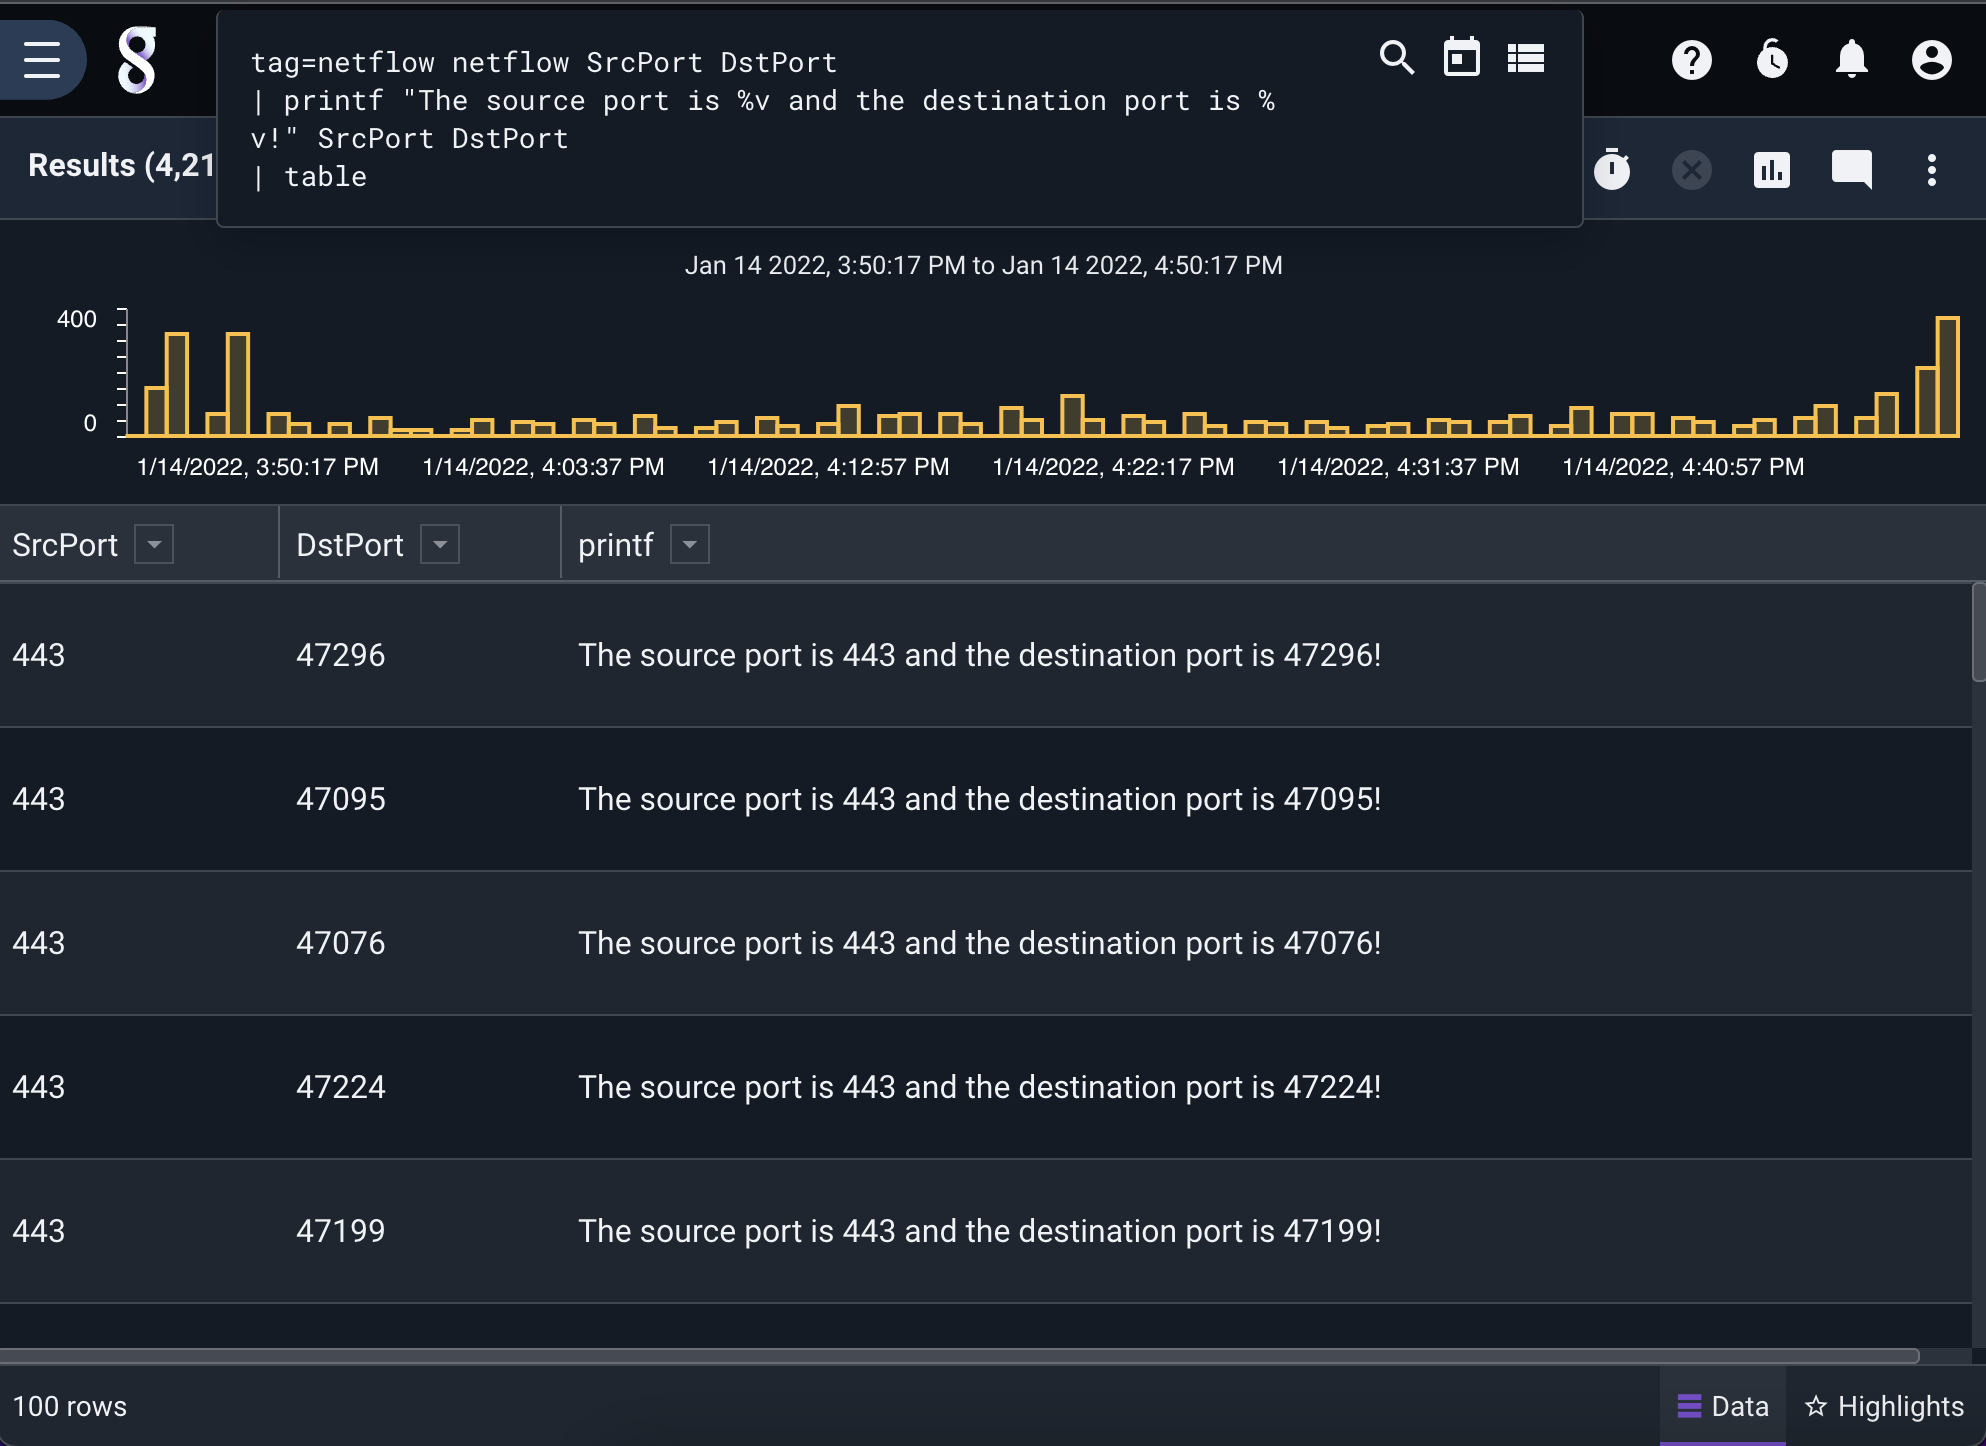 tag=netflow netflow SrcPort DstPort
| printf "The source port is %v and the destination port is %
v!" SrcPort DstPort
| table
Results (4,21
Jan 14 2022, 3:50:17 PM to Jan 14 2022, 4:50:17 PM
400
0
1/14/2022, 3:50:17 PM 1/14/2022, 4:03:37 PM 1/14/2022, 4:12:57 PM 1/14/2022, 4:22:17 PM 1/14/2022, 4:31:37 PM 1/14/2022, 4:40:57 PM
SrcPort DstPort printf
443 47296 The source port is 443 and the destination port is 47296!
443 47095 The source port is 443 and the destination port is 47095!
443 47076 The source port is 443 and the destination port is 47076!
443 47224 The source port is 443 and the destination port is 47224!
443 47199 The source port is 443 and the destination port is 47199!
100 rows Data Highlights